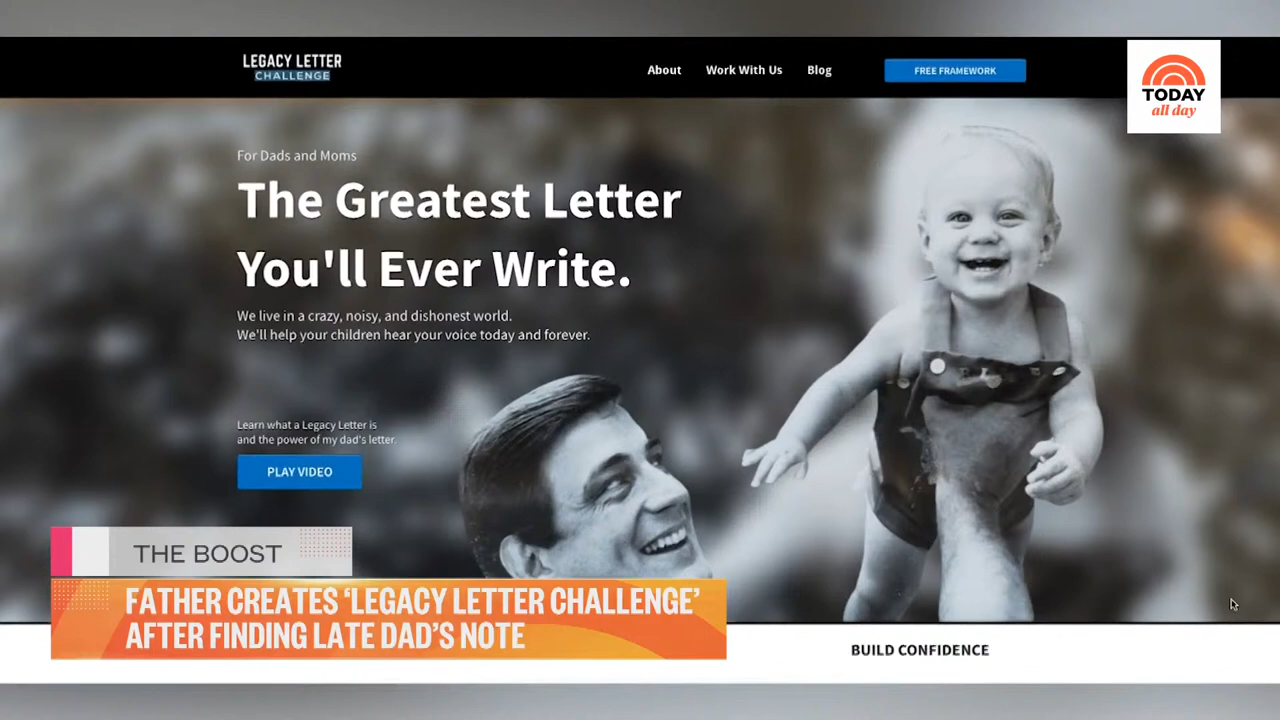 LEGACY LETTER
CHALLENGE
About Work With Us Blog
FREE FRAMEWORK
TODAY
all day
For Dads and Moms
The Greatest Letter
You'll Ever Write.
We live in a crazy, noisy, and dishonest world.
We'll help your children hear your voice today and forever.
Learn what a Legacy Letter is
and the power of my dad's letter.
PLAY VIDEO
THE BOOST
FATHER CREATES ‘LEGACY LETTER CHALLENGE’
AFTER FINDING LATE DAD’S NOTE
BUILD CONFIDENCE